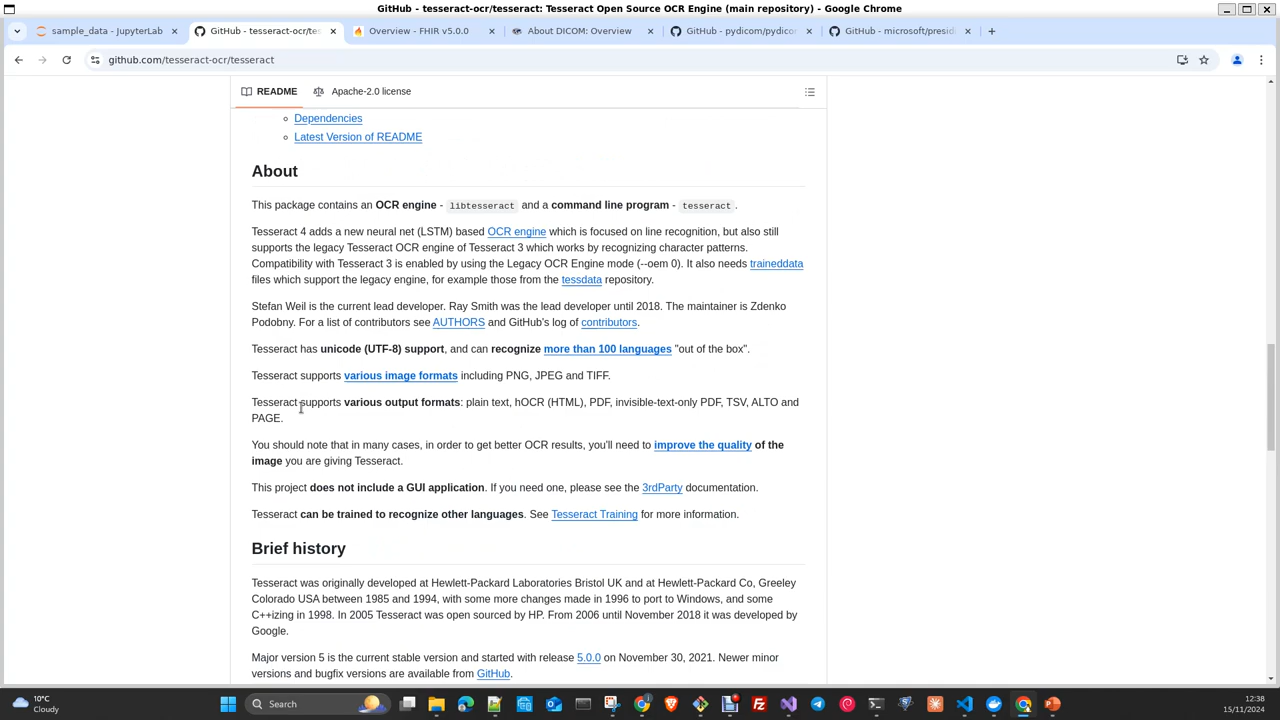 GitHub - tesseract-ocr/tesseract: Tesseract Open Source OCR Engine (main repository) - Google Chrome
sample_data - JupyterLab
GitHub - tesseract-ocr/tes
Overview - FHIR v5.0.0
About DICOM: Overview
GitHub - pydicom/pydico
GitHub - microsoft/presidi
github.com/tesseract-ocr/tesseract
README
Apache-2.0 license
Dependencies
Latest Version of README
About
This package contains an OCR engine - libtesseract and a command line program - tesseract.
Tesseract 4 adds a new neural net (LSTM) based OCR engine which is focused on line recognition, but also still
supports the legacy Tesseract OCR engine of Tesseract 3 which works by recognizing character patterns.
Compatibility with Tesseract 3 is enabled by using the Legacy OCR Engine mode (--oem 0). It also needs traineddata
files which support the legacy engine, for example those from the tessdata repository.
Stefan Weil is the current lead developer. Ray Smith was the lead developer until 2018. The maintainer is Zdenko
Podobny. For a list of contributors see AUTHORS and GitHub's log of contributors.
Tesseract has unicode (UTF-8) support, and can recognize more than 100 languages "out of the box".
Tesseract supports various image formats including PNG, JPEG and TIFF.
Tesseract supports various output formats: plain text, hOCR (HTML), PDF, invisible-text-only PDF, TSV, ALTO and
PAGE.
You should note that in many cases, in order to get better OCR results, you'll need to improve the quality of the
image you are giving Tesseract.
This project does not include a GUI application. If you need one, please see the 3rdParty documentation.
Tesseract can be trained to recognize other languages. See Tesseract Training for more information.
Brief history
Tesseract was originally developed at Hewlett-Packard Laboratories Bristol UK and at Hewlett-Packard Co, Greeley
Colorado USA between 1985 and 1994, with some more changes made in 1996 to port to Windows, and some
C++izing in 1998. In 2005 Tesseract was open sourced by HP. From 2006 until November 2018 it was developed by
Google.
Major version 5 is the current stable version and started with release 5.0.0 on November 30, 2021. Newer minor
versions and bugfix versions are available from GitHub.
10°C
Cloudy
Search
12:38
15/11/2024